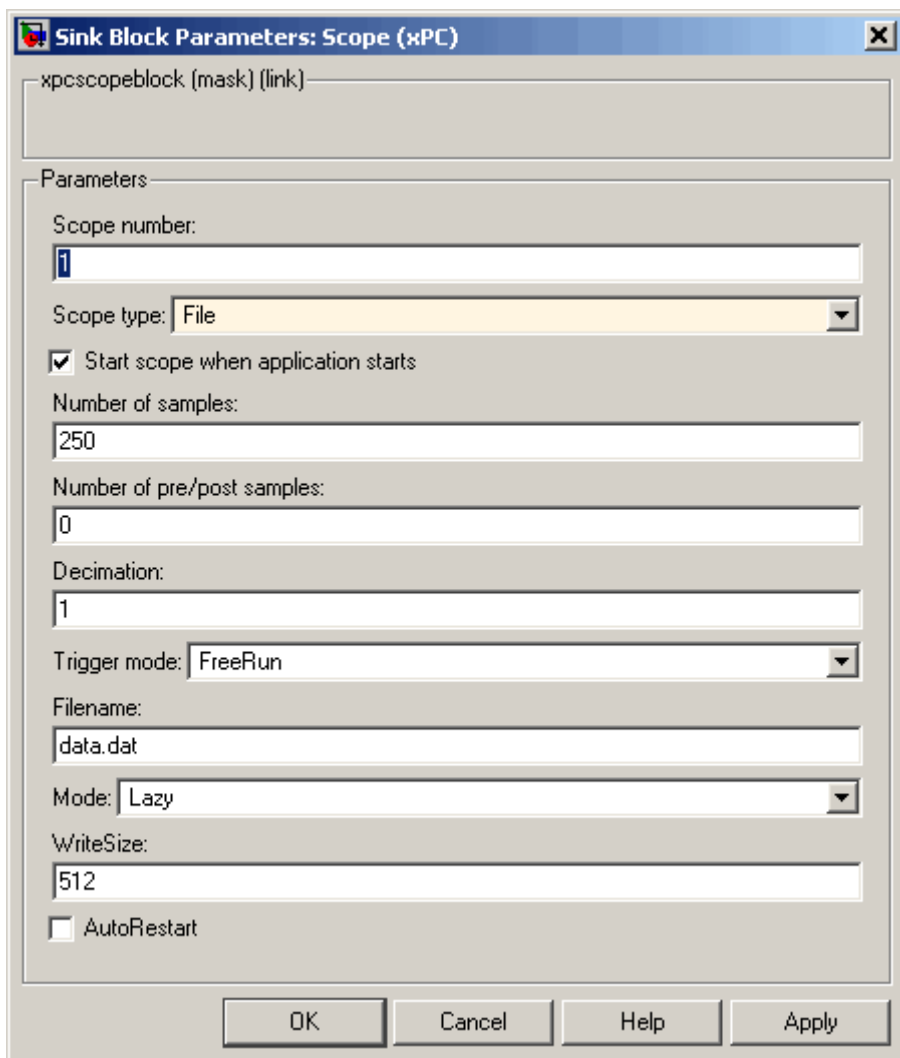 Sink Block Parameters: Scope (xPC)
xpcscopeblock (mask) (link)
Parameters
Scope number:
1
Scope type: File
Start scope when application starts
Number of samples:
250
Number of pre/post samples:
0
Decimation:
1
Trigger mode: FreeRun
Filename:
data.dat
Mode: Lazy
WriteSize:
512
AutoRestart
OK Cancel Help Apply